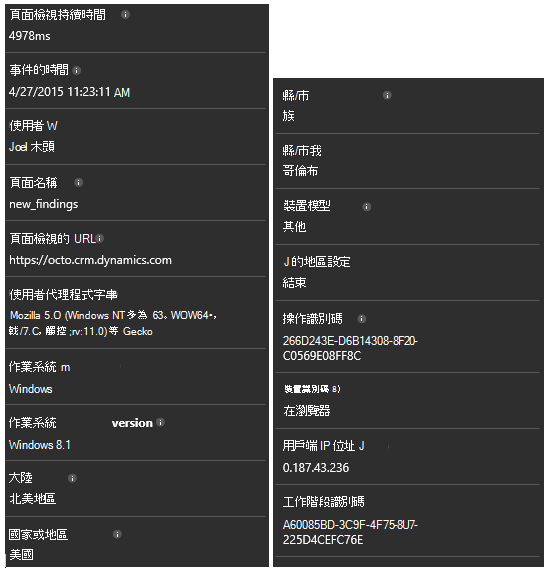 頁面檢視持續時間
4978ms
事件的時間
4/27/2015 11:23:11 AM
使用者 W
Joel 木頭
頁面名稱
new_findings
頁面檢視的 URL
https://octo.crm.dynamics.com
使用者代理程式字串
Mozilla 5.O (Windows NT多為 63。WOW64•,
戟/7.C。觸控 ;rv:11.0)等 Gecko
作業系統 m
Windows
作業系統 version
Windows 8.1
大陸
北美地區
國家或地區
美國
縣/市
族
縣/市我
哥倫布
裝置模型
其他
J 的地區設定
結束
操作識別碼
266D243E-D6B14308-8F20-
C0569E08FF8C
裝置識別碼 8)
在瀏覽器
用戶端 IP 位址 J
0.187.43.236
工作階段識別碼
A60085BD-3C9F-4F75-8U7-
225D4CEFC76E